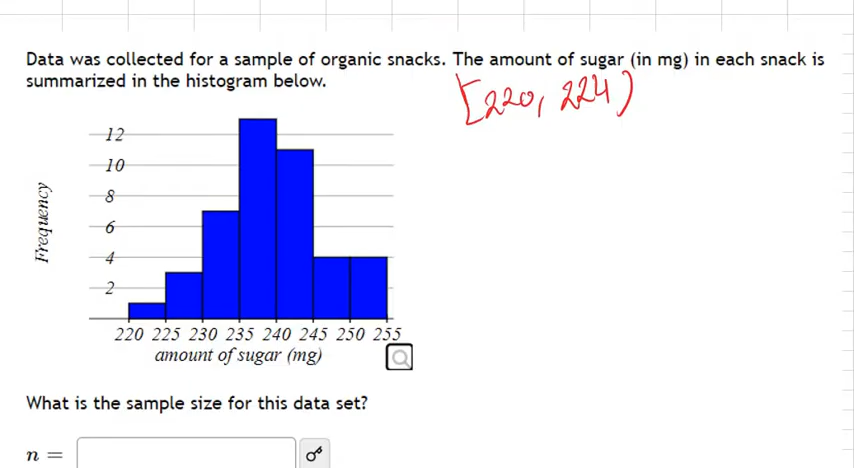 Data was collected for a sample of organic snacks. The amount of sugar (in mg) in each snack is
summarized in the histogram below.
[220, 224)
12
10
8
6
4
2
Frequency
220 225 230 235 240 245 250 255
amount of sugar (mg)
What is the sample size for this data set?
n =